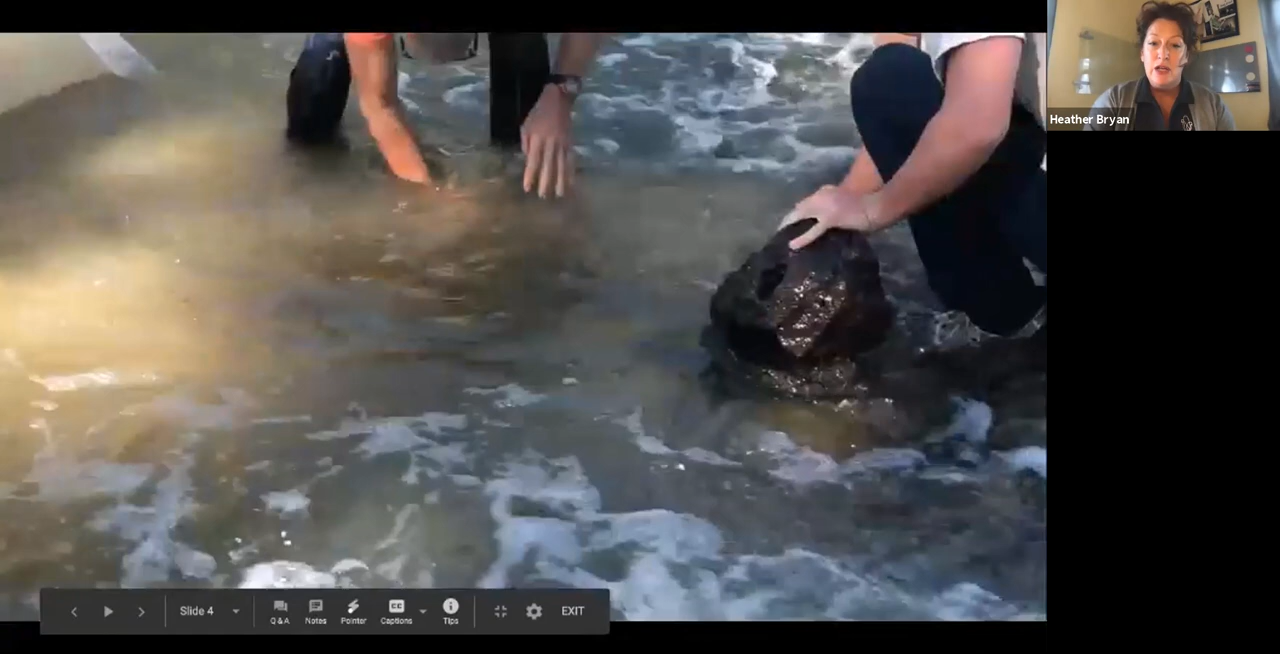 Heather Bryan
Slide 4
Q & A
Notes
Pointer
CC
Captions
Tips
EXIT